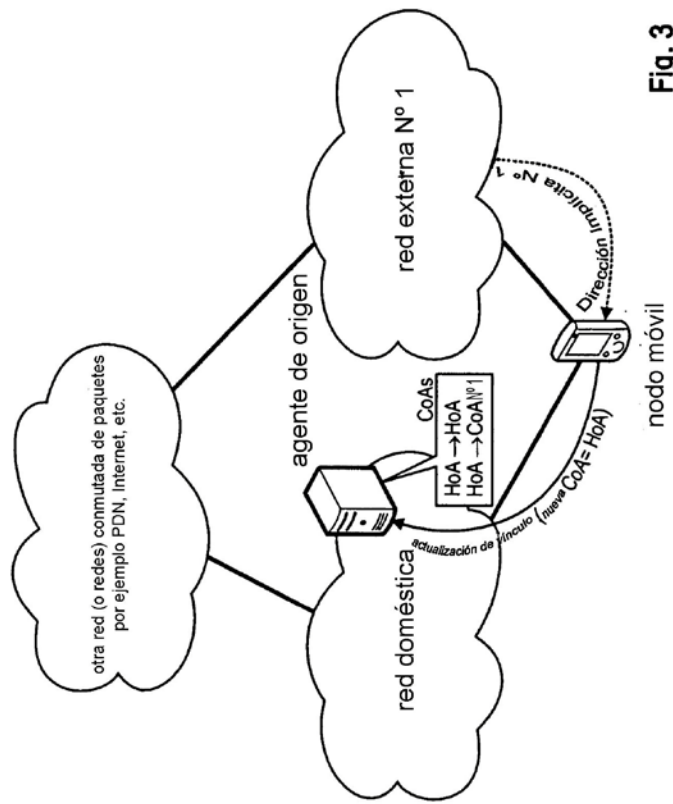 otra red (o redes) conmutada de paquetes
por ejemplo PDN, Internet, etc.
agente de origen
CoAs
HoA → HoA
HoA → CoA Nº1
red doméstica
red externa Nº 1
actualización de vínculo (nueva CoA= HoA)
Dirección Implícita Nº 1
nodo móvil
Fig. 3